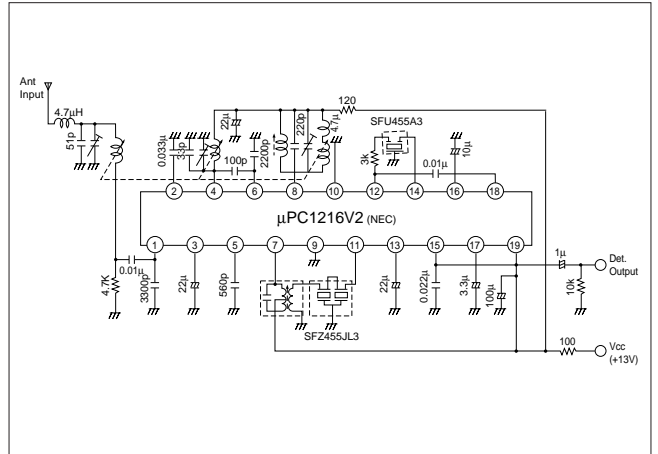 Ant
Input
4.7μH
51p
4.7K
0.01μ
3300p
0.033μ
33p
22μ
100p
2200p
220p
4.7μ
120
SFU455A3
3k
0.01μ
10μ
2
4
6
8
10
12
14
16
18
μPC1216V2 (NEC)
1
3
5
7
9
11
13
15
17
19
22μ
560p
SFZ455JL3
22μ
0.022μ
3.3μ
100μ
1μ
Det.
Output
10k
100
Vcc
(+13V)